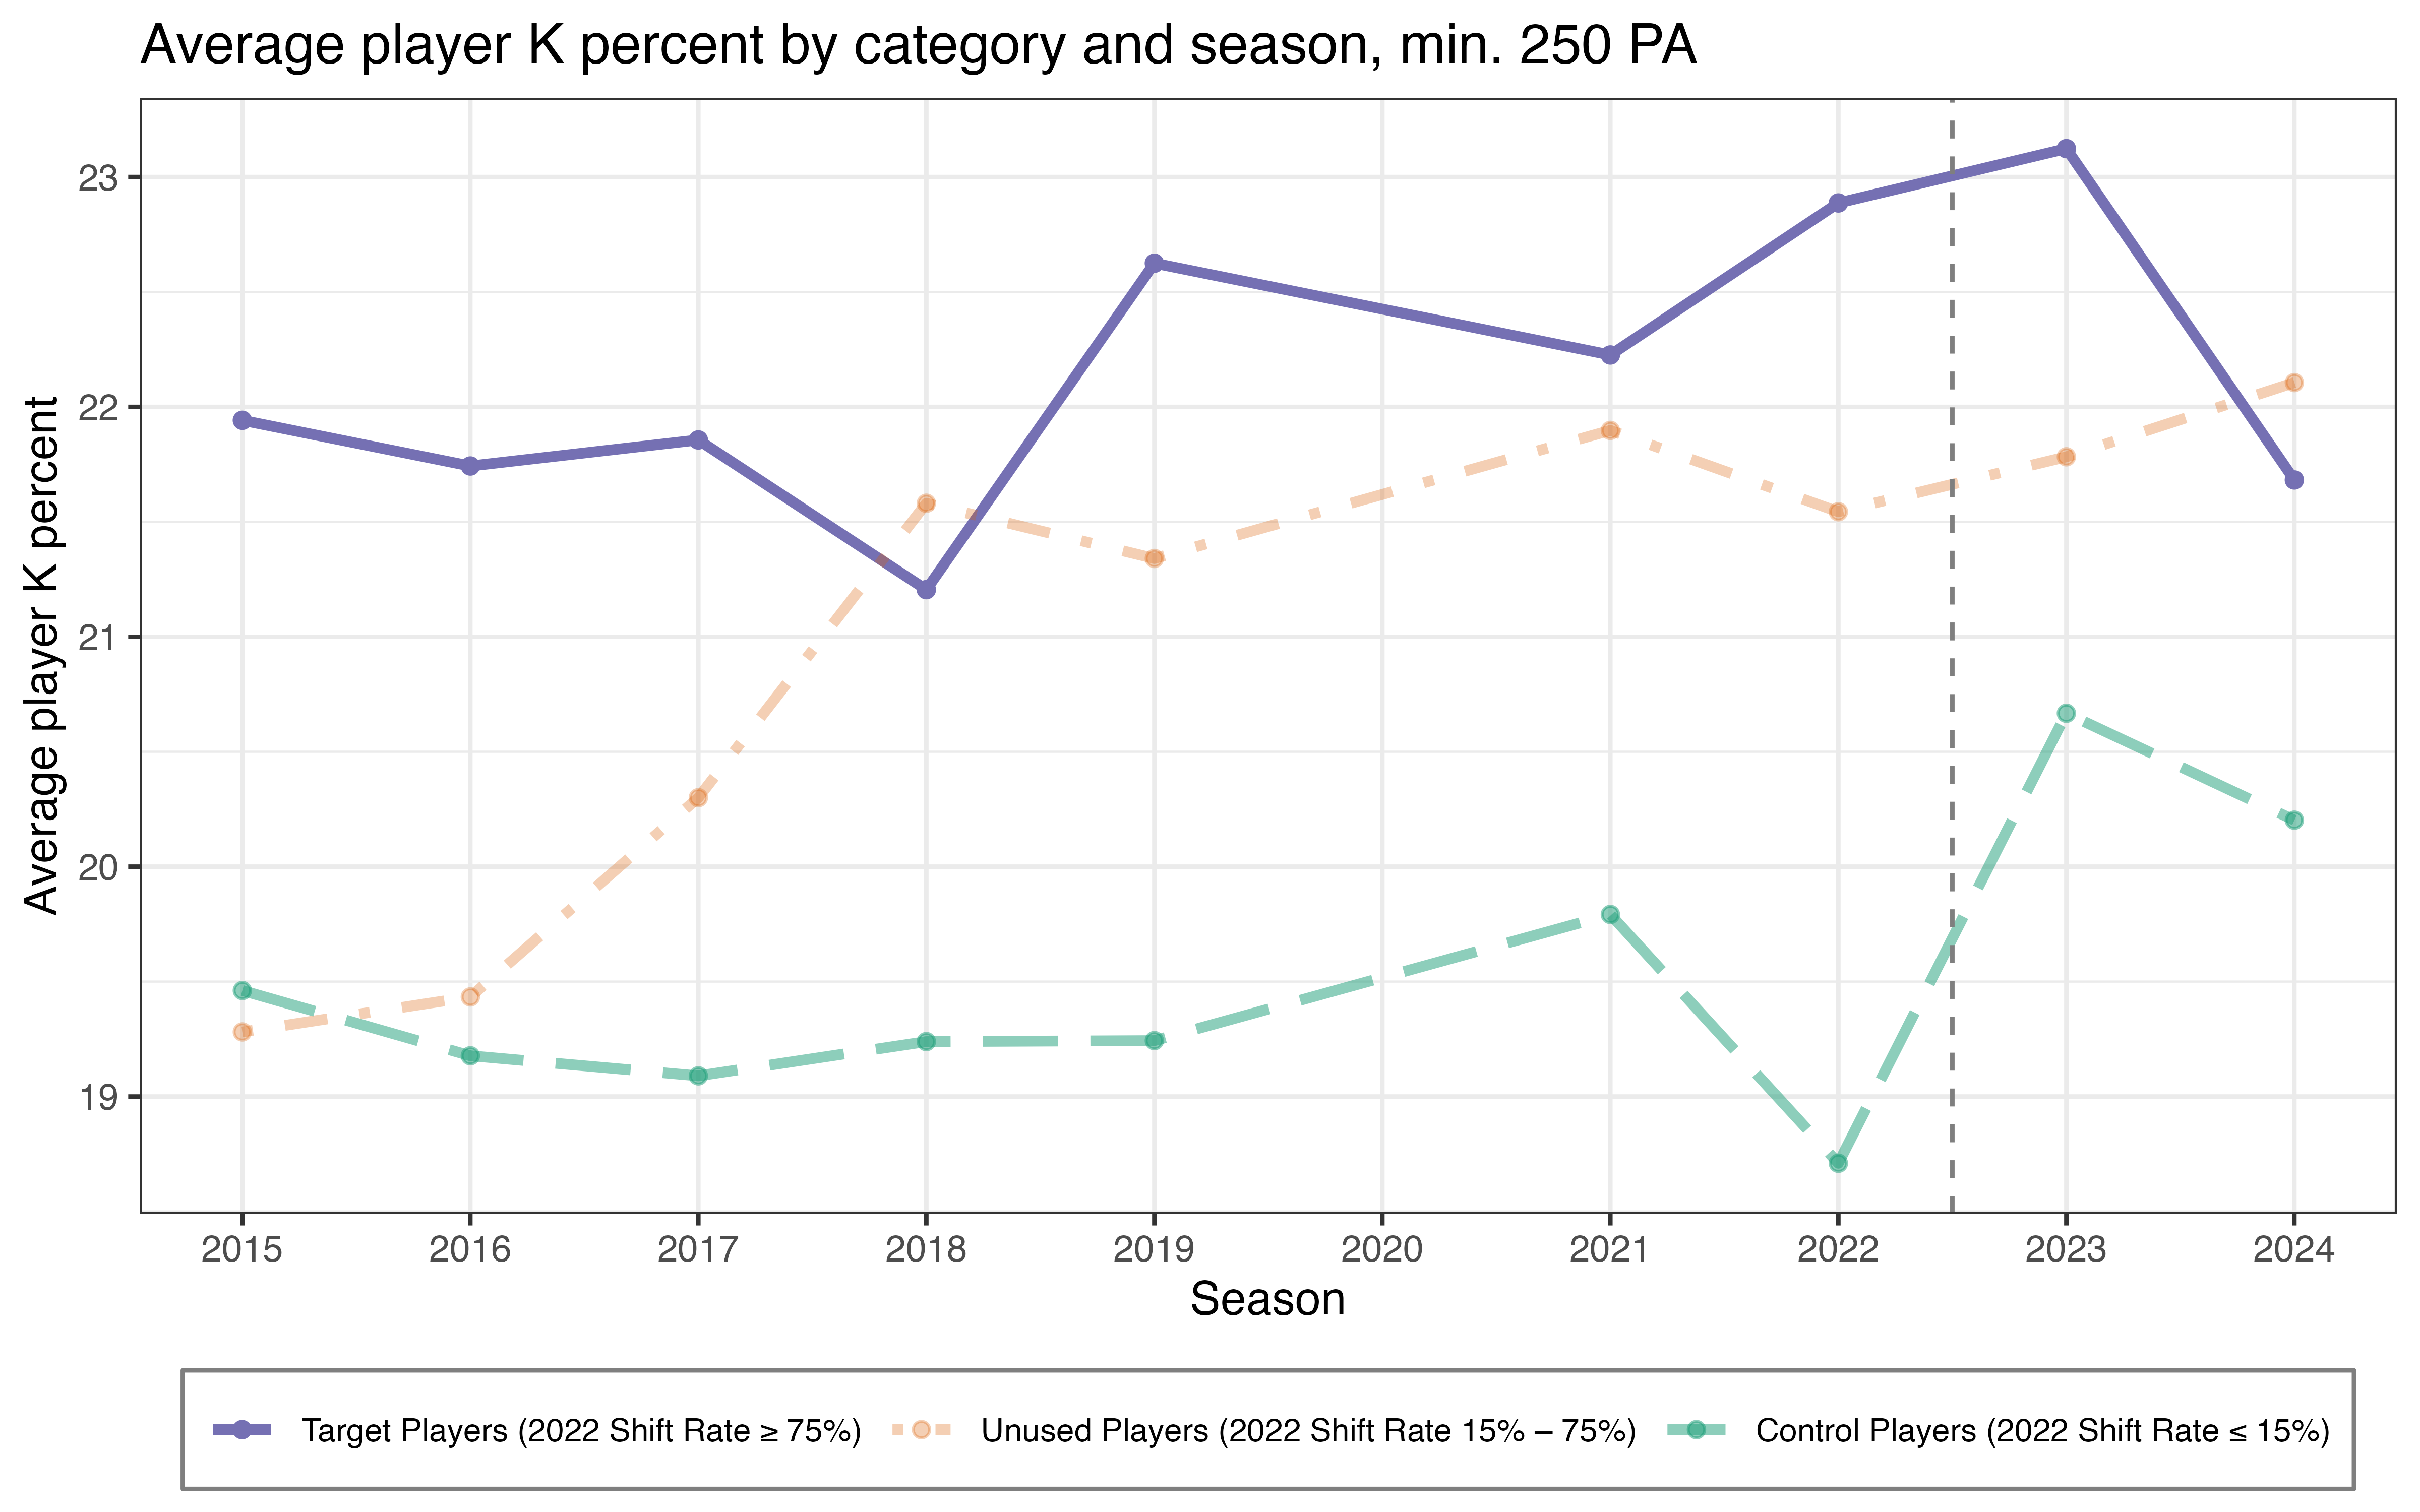 Average player K percent by category and season, min. 250 PA
Average player K percent
23
22
21
20
19
2015 2016 2017 2018 2019 2020 2021 2022 2023 2024
Season
Target Players (2022 Shift Rate ≥ 75%) Unused Players (2022 Shift Rate 15% – 75%) Control Players (2022 Shift Rate ≤ 15%)